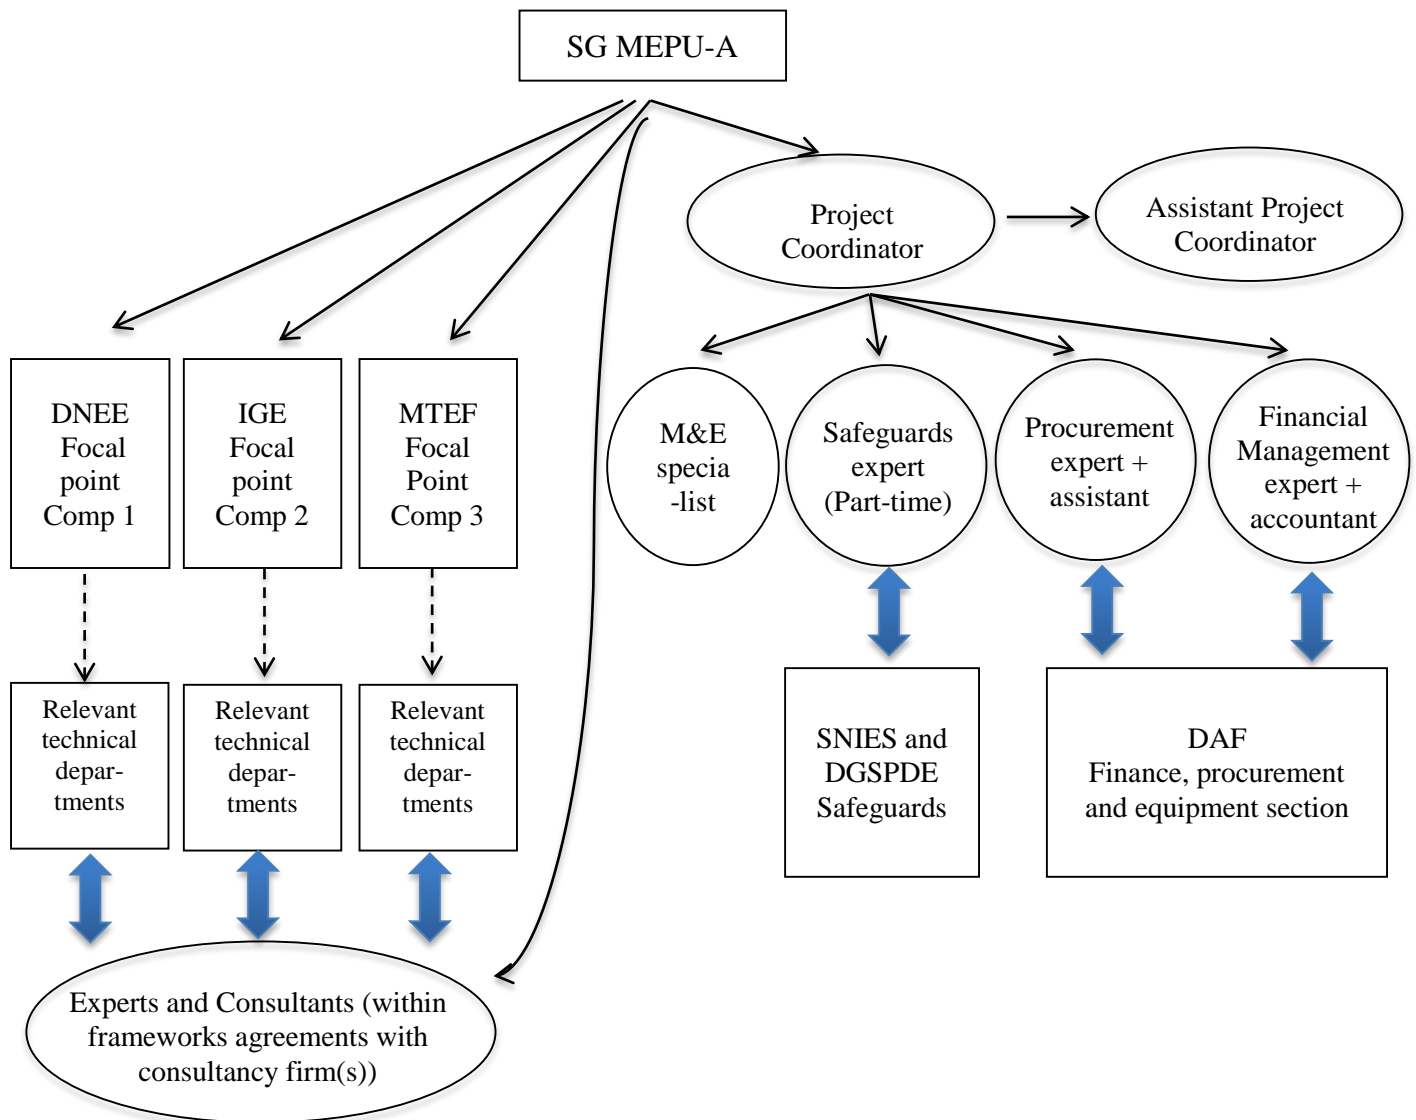 SG MEPU-A
Project
Coordinator
Assistant Project
Coordinator
DNEE
Focal
point
Comp 1
IGE
Focal
point
Comp 2
MTEF
Focal
Point
Comp 3
M&E
specia
-list
Safeguards
expert
(Part-time)
Procurement
expert +
assistant
Financial
Management
expert +
accountant
Relevant
technical
depar-
tments
Relevant
technical
depar-
tments
Relevant
technical
depar-
tments
SNIES and
DGSPDE
Safeguards
DAF
Finance, procurement
and equipment section
Experts and Consultants (within
frameworks agreements with
consultancy firm(s))